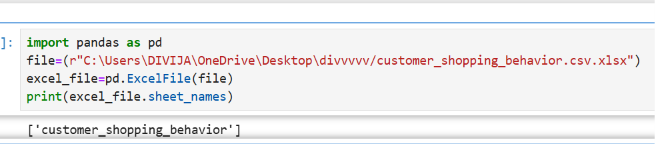 ]:
import pandas as pd
file=(r"C:\Users\DIVIJA\OneDrive\Desktop\divvvvv/customer_shopping_behavior.csv.xlsx")
excel_file=pd.ExcelFile(file)
print(excel_file.sheet_names)
['customer_shopping_behavior']